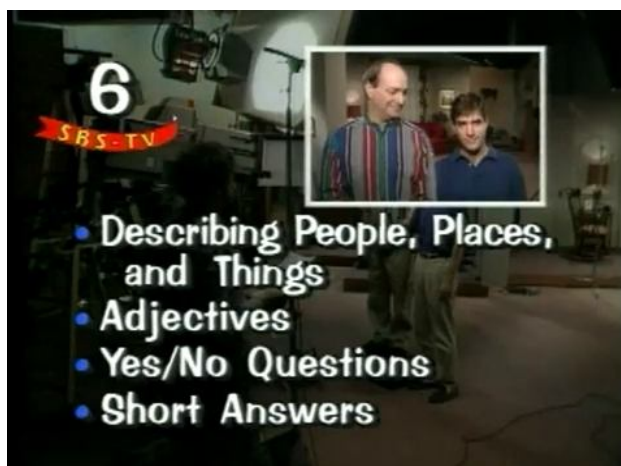 6
SBS-TV
• Describing People, Places,
and Things
• Adjectives
• Yes/No Questions
• Short Answers